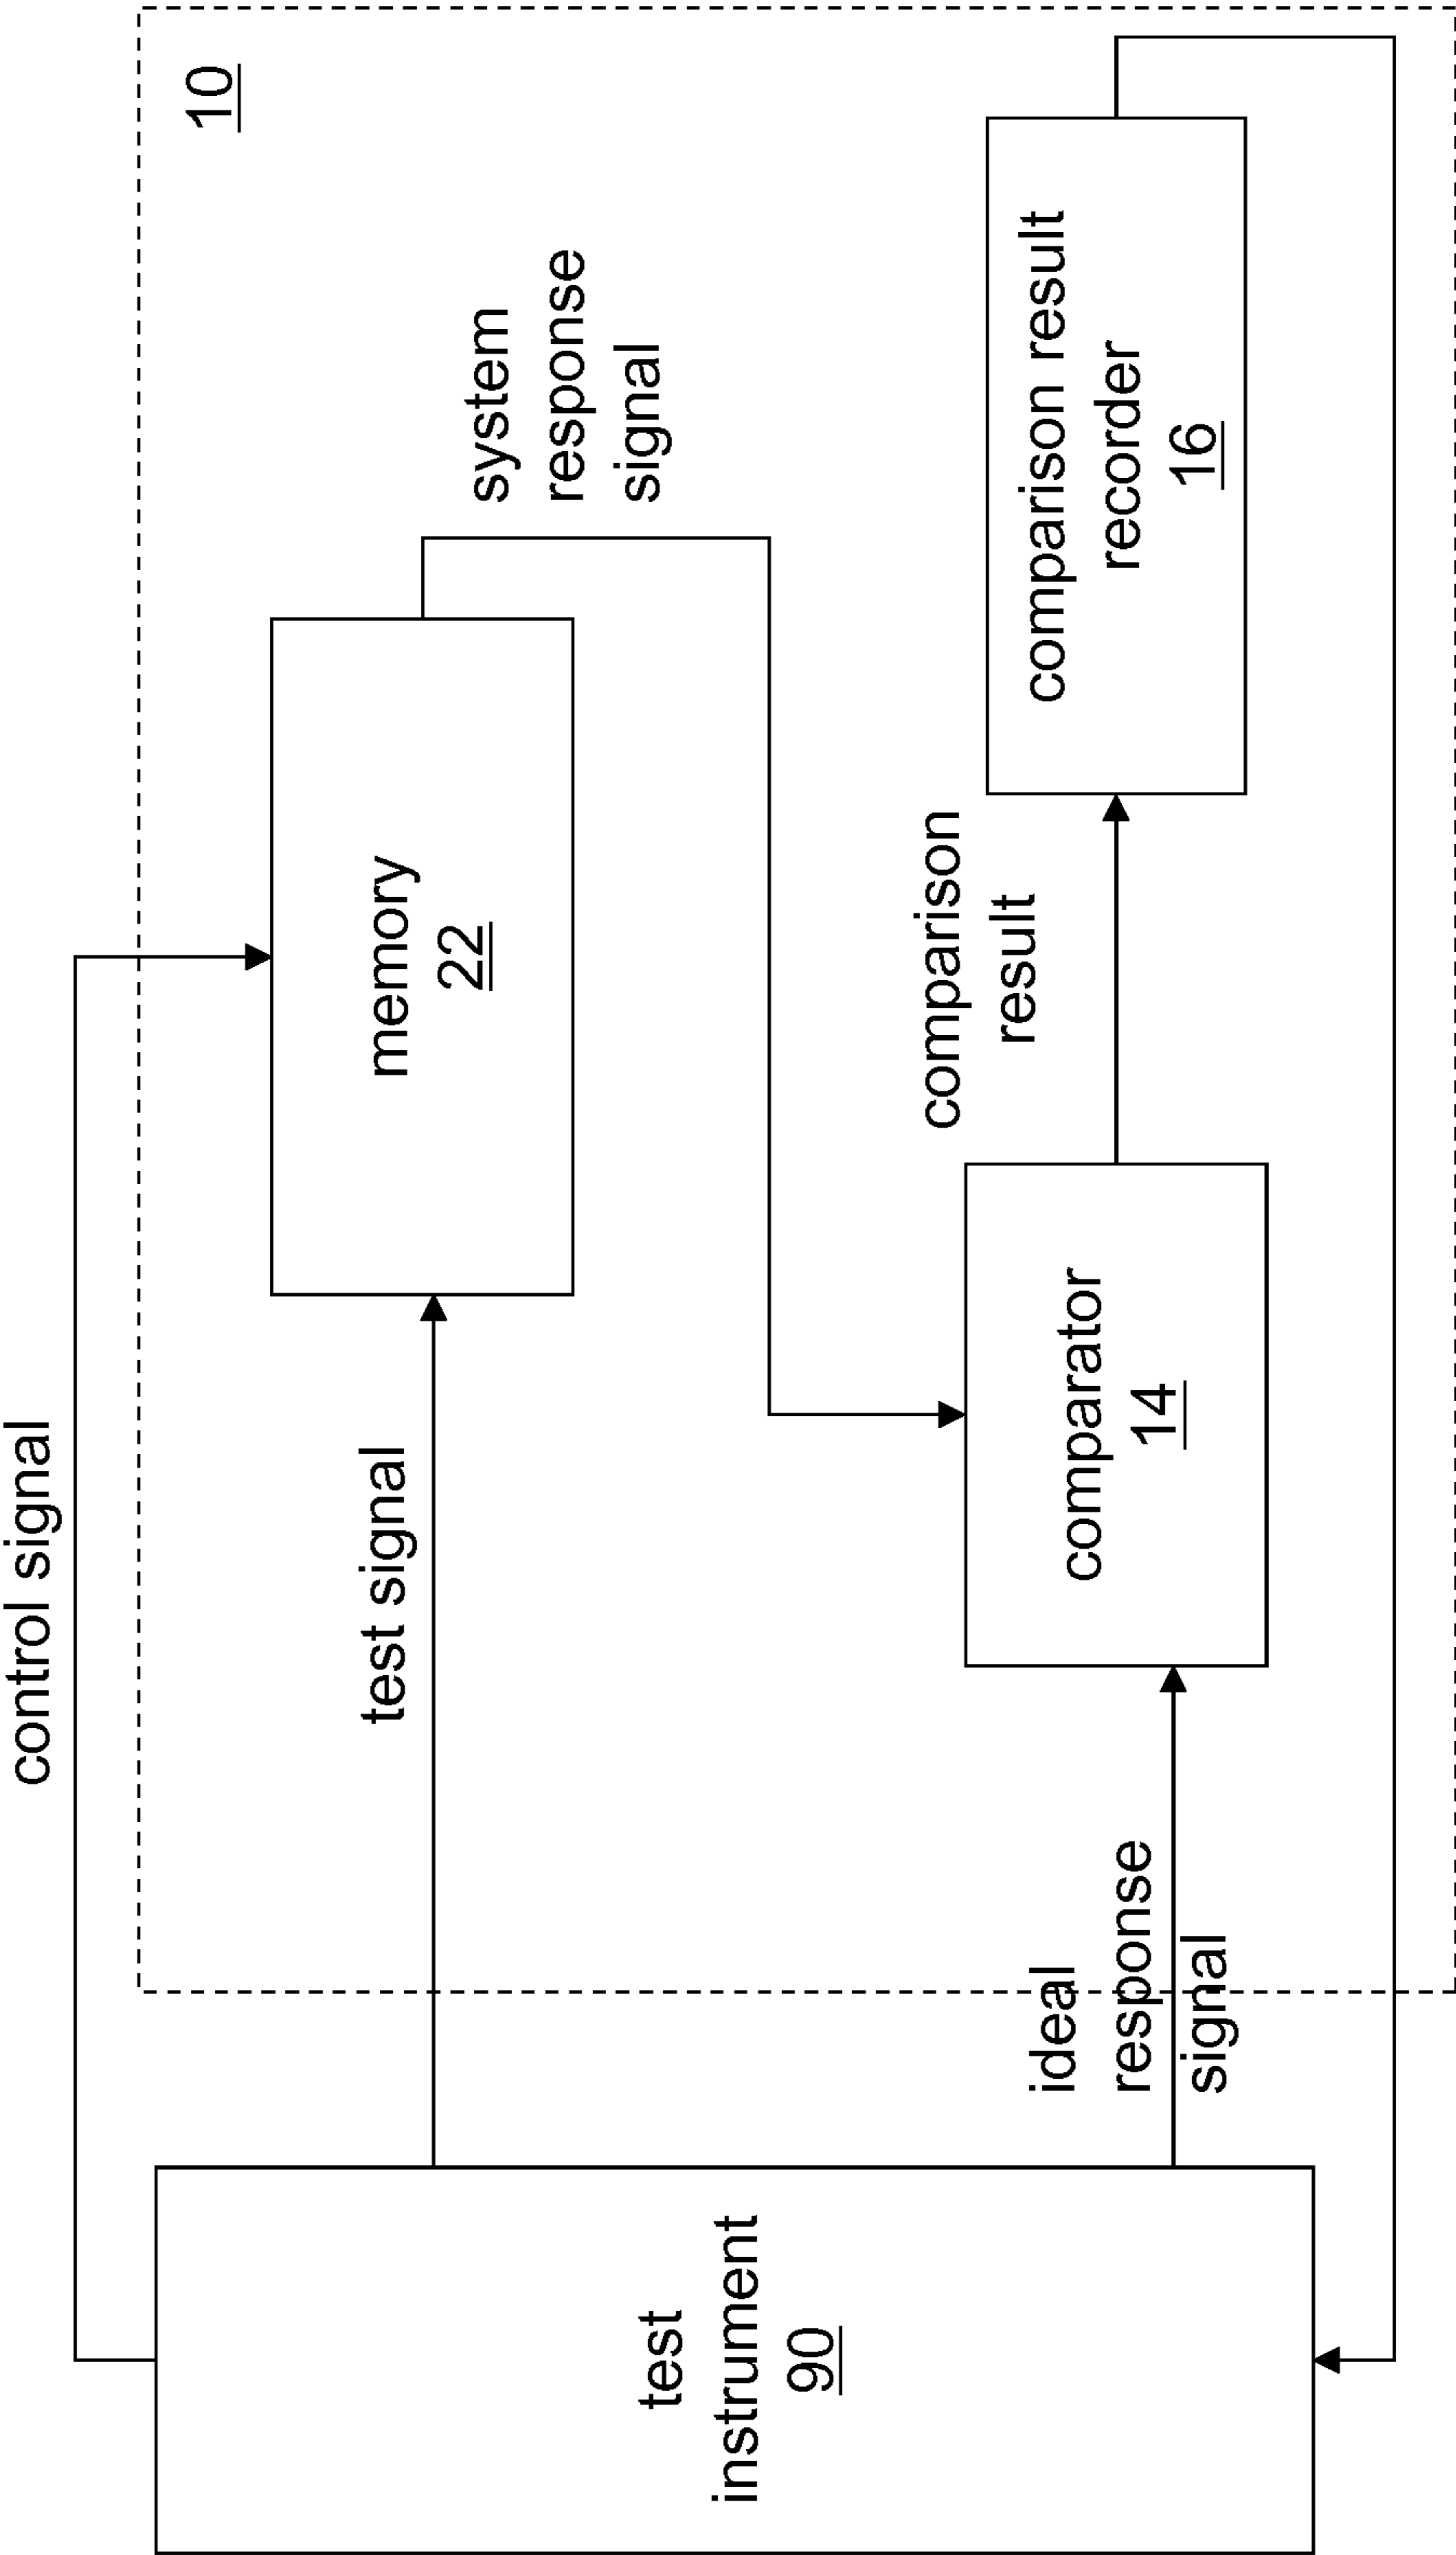 control signal
10
test signal
memory
22
system
response
signal
test
instrument
90
ideal
response
signal
comparator
14
comparison
result
comparison result
recorder
16